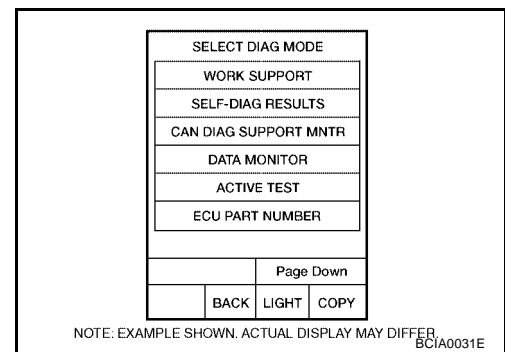 SELECT DIAG MODE
WORK SUPPORT
SELF-DIAG RESULTS
CAN DIAG SUPPORT MNTR
DATA MONITOR
ACTIVE TEST
ECU PART NUMBER
Page Down
BACK LIGHT COPY
NOTE: EXAMPLE SHOWN. ACTUAL DISPLAY MAY DIFFER.
BCIA0031E